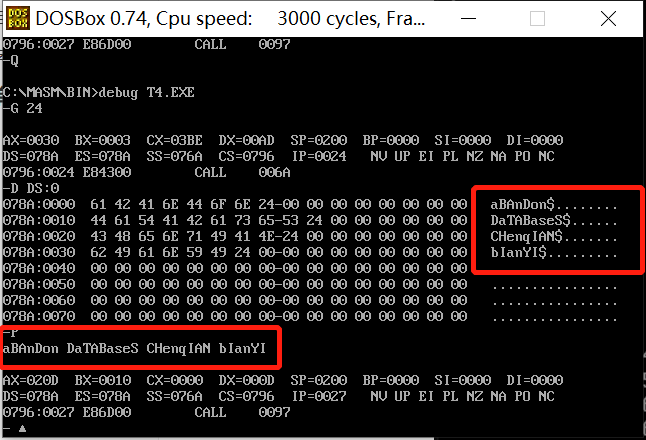 DOS BOX DOSBox 0.74, Cpu speed: 3000 cycles, Fra...
0796:0027 E86D00 CALL 0097
-Q
C:\MASM\BIN>debug T4.EXE
-G 24
AX=0030 BX=0003 CX=03BE DX=00AD SP=0200 BP=0000 SI=0000 DI=0000
DS=078A ES=078A SS=076A CS=0796 IP=0024 NV UP EI PL NZ NA PO NC
0796:0024 E84300 CALL 006A
-D DS:0
078A:0000 61 42 41 6E 44 6F 6E 24-00 00 00 00 00 00 00 00 aBAnDon$........
078A:0010 44 61 54 41 42 61 73 65-53 24 00 00 00 00 00 00 DaTABaseS$......
078A:0020 43 48 65 6E 71 49 41 4E-24 00 00 00 00 00 00 00 CHenqIAN$.......
078A:0030 62 49 61 6E 59 49 24 00-00 00 00 00 00 00 00 00 bIanYI$.........
078A:0040 00 00 00 00 00 00 00 00-00 00 00 00 00 00 00 00 ................
078A:0050 00 00 00 00 00 00 00 00-00 00 00 00 00 00 00 00 ................
078A:0060 00 00 00 00 00 00 00 00-00 00 00 00 00 00 00 00 ................
078A:0070 00 00 00 00 00 00 00 00-00 00 00 00 00 00 00 00 ................
-P
aBAnDon DaTABaseS CHenqIAN bIanYI
AX=020D BX=0010 CX=0000 DX=000D SP=0200 BP=0000 SI=0000 DI=0000
DS=078A ES=078A SS=076A CS=0796 IP=0027 NV UP EI PL NZ NA PO NC
0796:0027 E86D00 CALL 0097
-